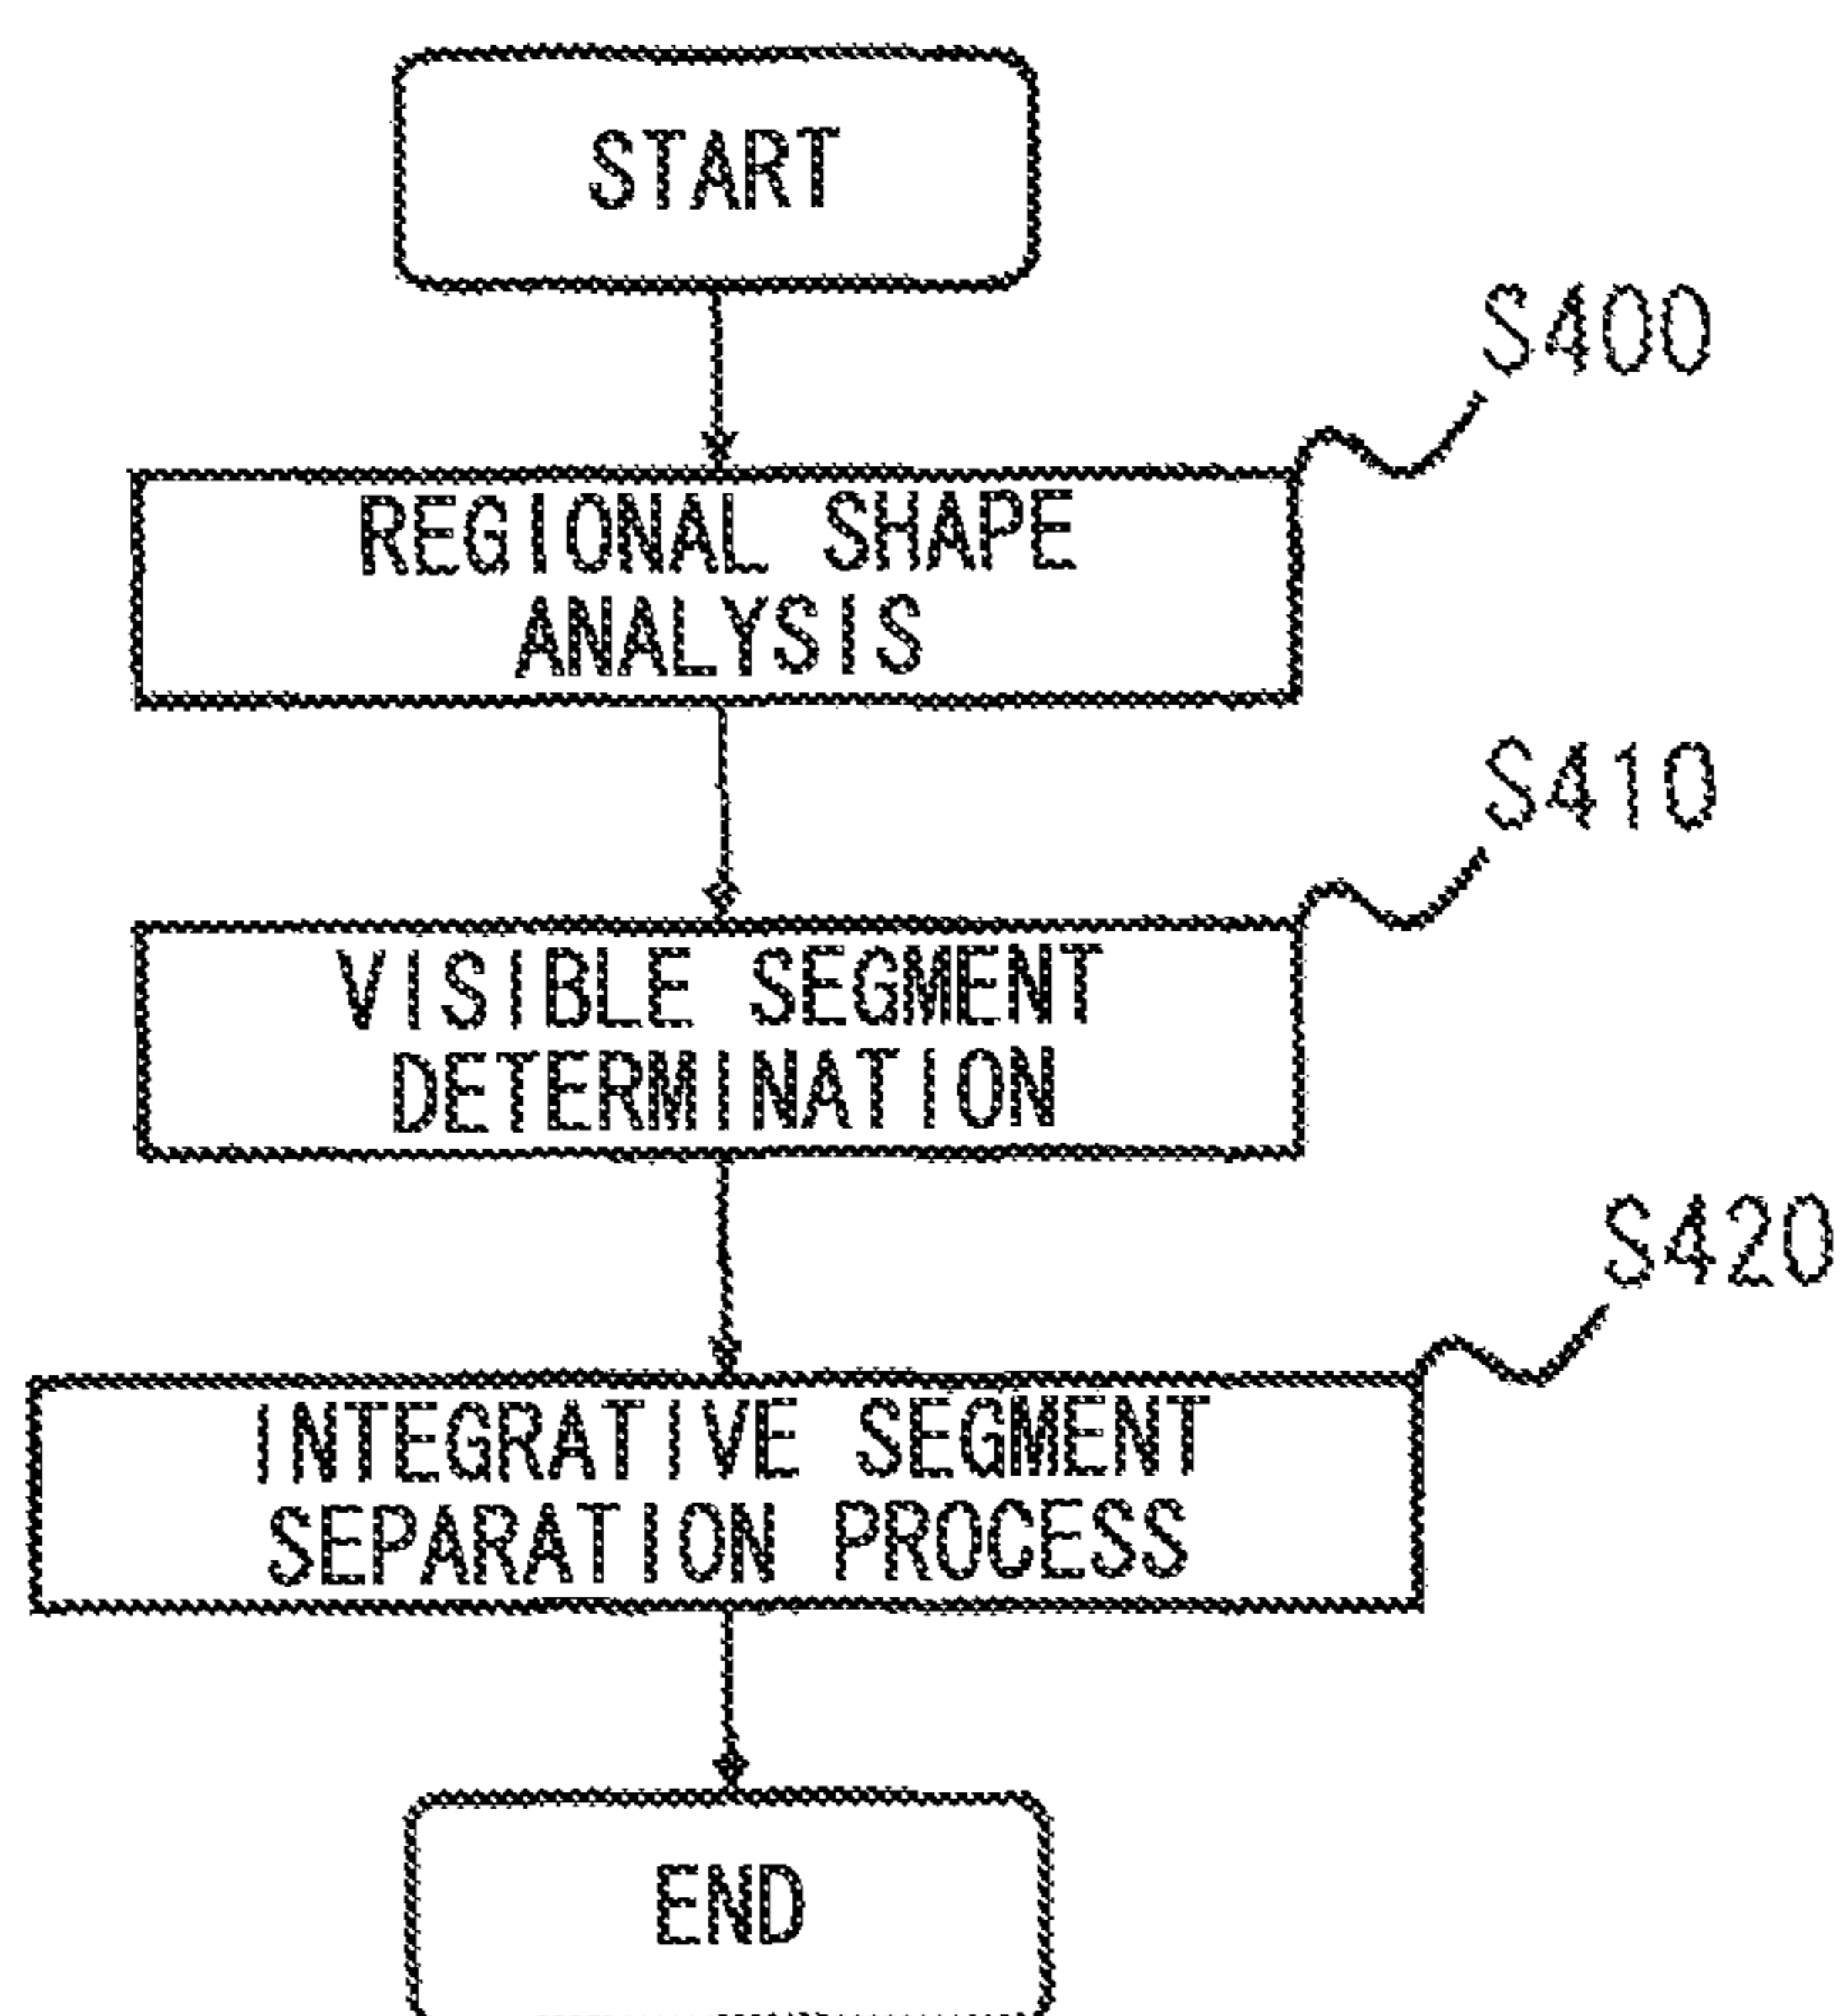 START
S400
REGIONAL SHAPE
ANALYSIS
S410
VISIBLE SEGMENT
DETERMINATION
S420
INTEGRATIVE SEGMENT
SEPARATION PROCESS
END